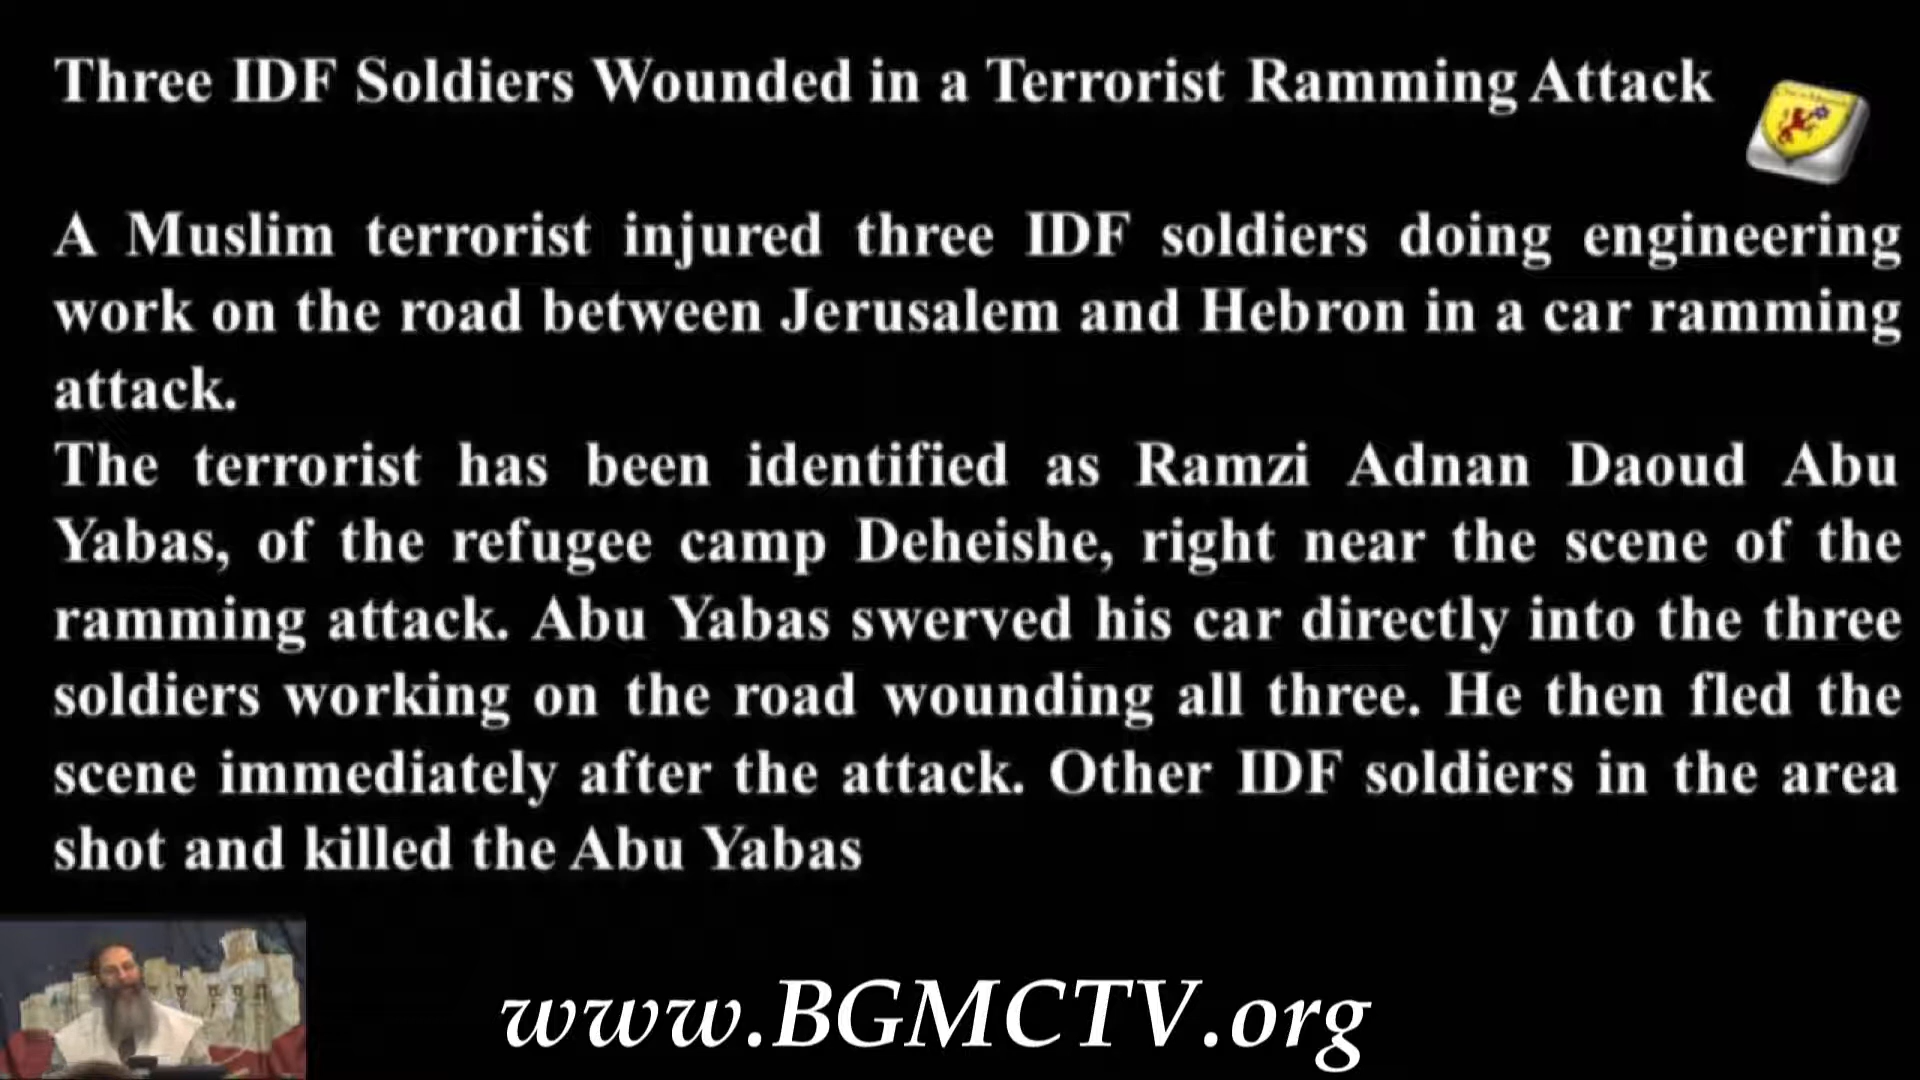 Three IDF Soldiers Wounded in a Terrorist Ramming Attack
A Muslim terrorist injured three IDF soldiers doing engineering
work on the road between Jerusalem and Hebron in a car ramming
attack.
The terrorist has been identified as Ramzi Adnan Daoud Abu
Yabas, of the refugee camp Deheishe, right near the scene of the
ramming attack. Abu Yabas swerved his car directly into the three
soldiers working on the road wounding all three. He then fled the
scene immediately after the attack. Other IDF soldiers in the area
shot and killed the Abu Yabas
www.BGMCTV.org